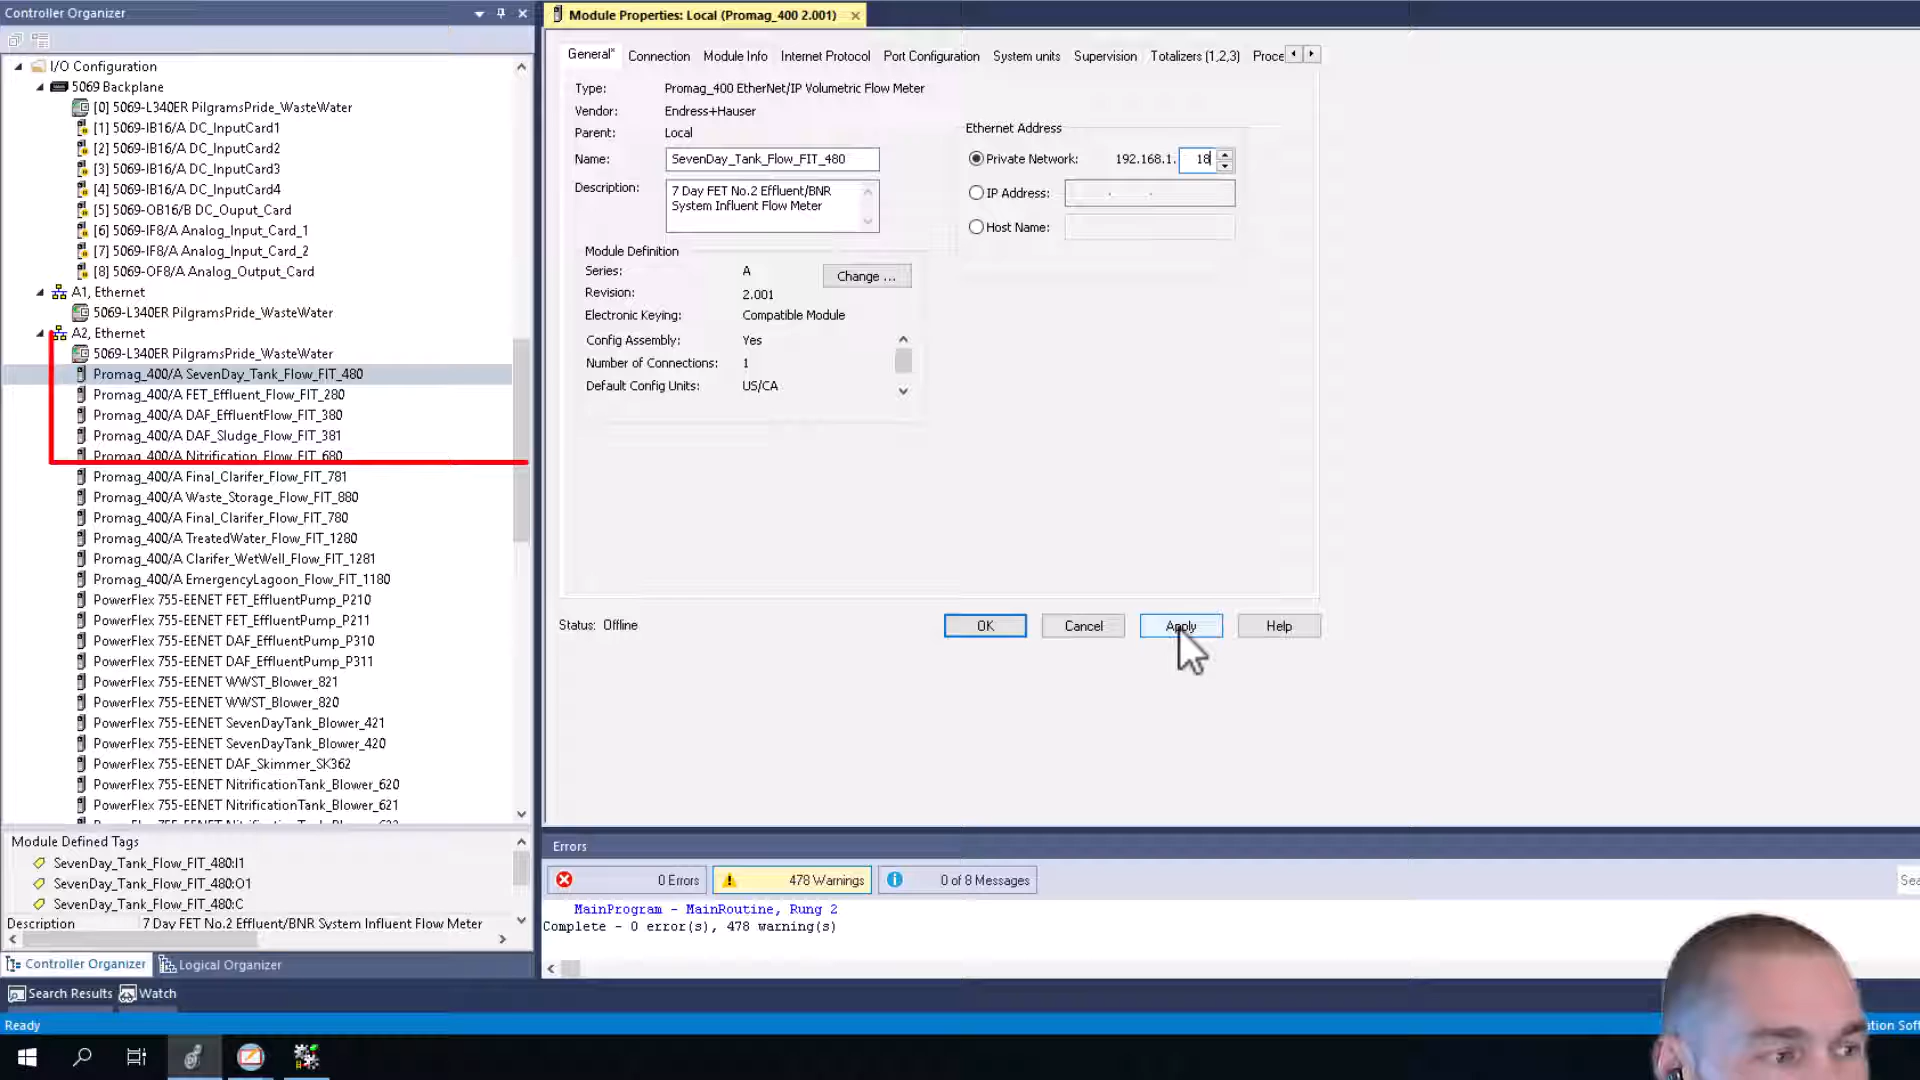 Controller Organizer
I/O Configuration
5069 Backplane
[0] 5069-L340ER PilgramsPride_WasteWater
[1] 5069-IB16/A DC_InputCard1
[2] 5069-IB16/A DC_InputCard2
[3] 5069-IB16/A DC_InputCard3
[4] 5069-IB16/A DC_InputCard4
[5] 5069-OB16/B DC_Ouput_Card
[6] 5069-IF8/A Analog_Input_Card_1
[7] 5069-IF8/A Analog_Input_Card_2
[8] 5069-OF8/A Analog_Output_Card
A1, Ethernet
5069-L340ER PilgramsPride_WasteWater
A2, Ethernet
5069-L340ER PilgramsPride_WasteWater
Promag_400/A SevenDay_Tank_Flow_FIT_480
Promag_400/A FET_Effluent_Flow_FIT_280
Promag_400/A DAF_EffluentFlow_FIT_380
Promag_400/A DAF_Sludge_Flow_FIT_381
Promag_400/A Nitrification_Flow_FIT_680
Promag_400/A Final_Clarifer_Flow_FIT_781
Promag_400/A Waste_Storage_Flow_FIT_880
Promag_400/A Final_Clarifer_Flow_FIT_780
Promag_400/A TreatedWater_Flow_FIT_1280
Promag_400/A Clarifer_WetWell_Flow_FIT_1281
Promag_400/A EmergencyLagoon_Flow_FIT_1180
PowerFlex 755-EENET FET_EffluentPump_P210
PowerFlex 755-EENET FET_EffluentPump_P211
PowerFlex 755-EENET DAF_EffluentPump_P310
PowerFlex 755-EENET DAF_EffluentPump_P311
PowerFlex 755-EENET WWST_Blower_821
PowerFlex 755-EENET WWST_Blower_820
PowerFlex 755-EENET SevenDayTank_Blower_421
PowerFlex 755-EENET SevenDayTank_Blower_420
PowerFlex 755-EENET DAF_Skimmer_SK362
PowerFlex 755-EENET NitrificationTank_Blower_620
PowerFlex 755-EENET NitrificationTank_Blower_621
Module Defined Tags
SevenDay_Tank_Flow_FIT_480:I1
SevenDay_Tank_Flow_FIT_480:O1
SevenDay_Tank_Flow_FIT_480:C
Description 7 Day FET No.2 Effluent/BNR System Influent Flow Meter
Controller Organizer Logical Organizer
Search Results Watch
Ready
Module Properties: Local (Promag_400 2.001)
General* Connection Module Info Internet Protocol Port Configuration System units Supervision Totalizers (1,2,3) Proce
Type: Promag_400 EtherNet/IP Volumetric Flow Meter
Vendor: Endress+Hauser
Parent: Local
Name: SevenDay_Tank_Flow_FIT_480
Description: 7 Day FET No.2 Effluent/BNR
System Influent Flow Meter
Ethernet Address
Private Network: 192.168.1. 18
IP Address: . . .
Host Name:
Module Definition
Series: A
Change ...
Revision: 2.001
Electronic Keying: Compatible Module
Config Assembly: Yes
Number of Connections: 1
Default Config Units: US/CA
Status: Offline
OK Cancel Apply Help
Errors
0 Errors 478 Warnings 0 of 8 Messages
Sea
MainProgram - MainRoutine, Rung 2
Complete - 0 error(s), 478 warning(s)
ation Soft